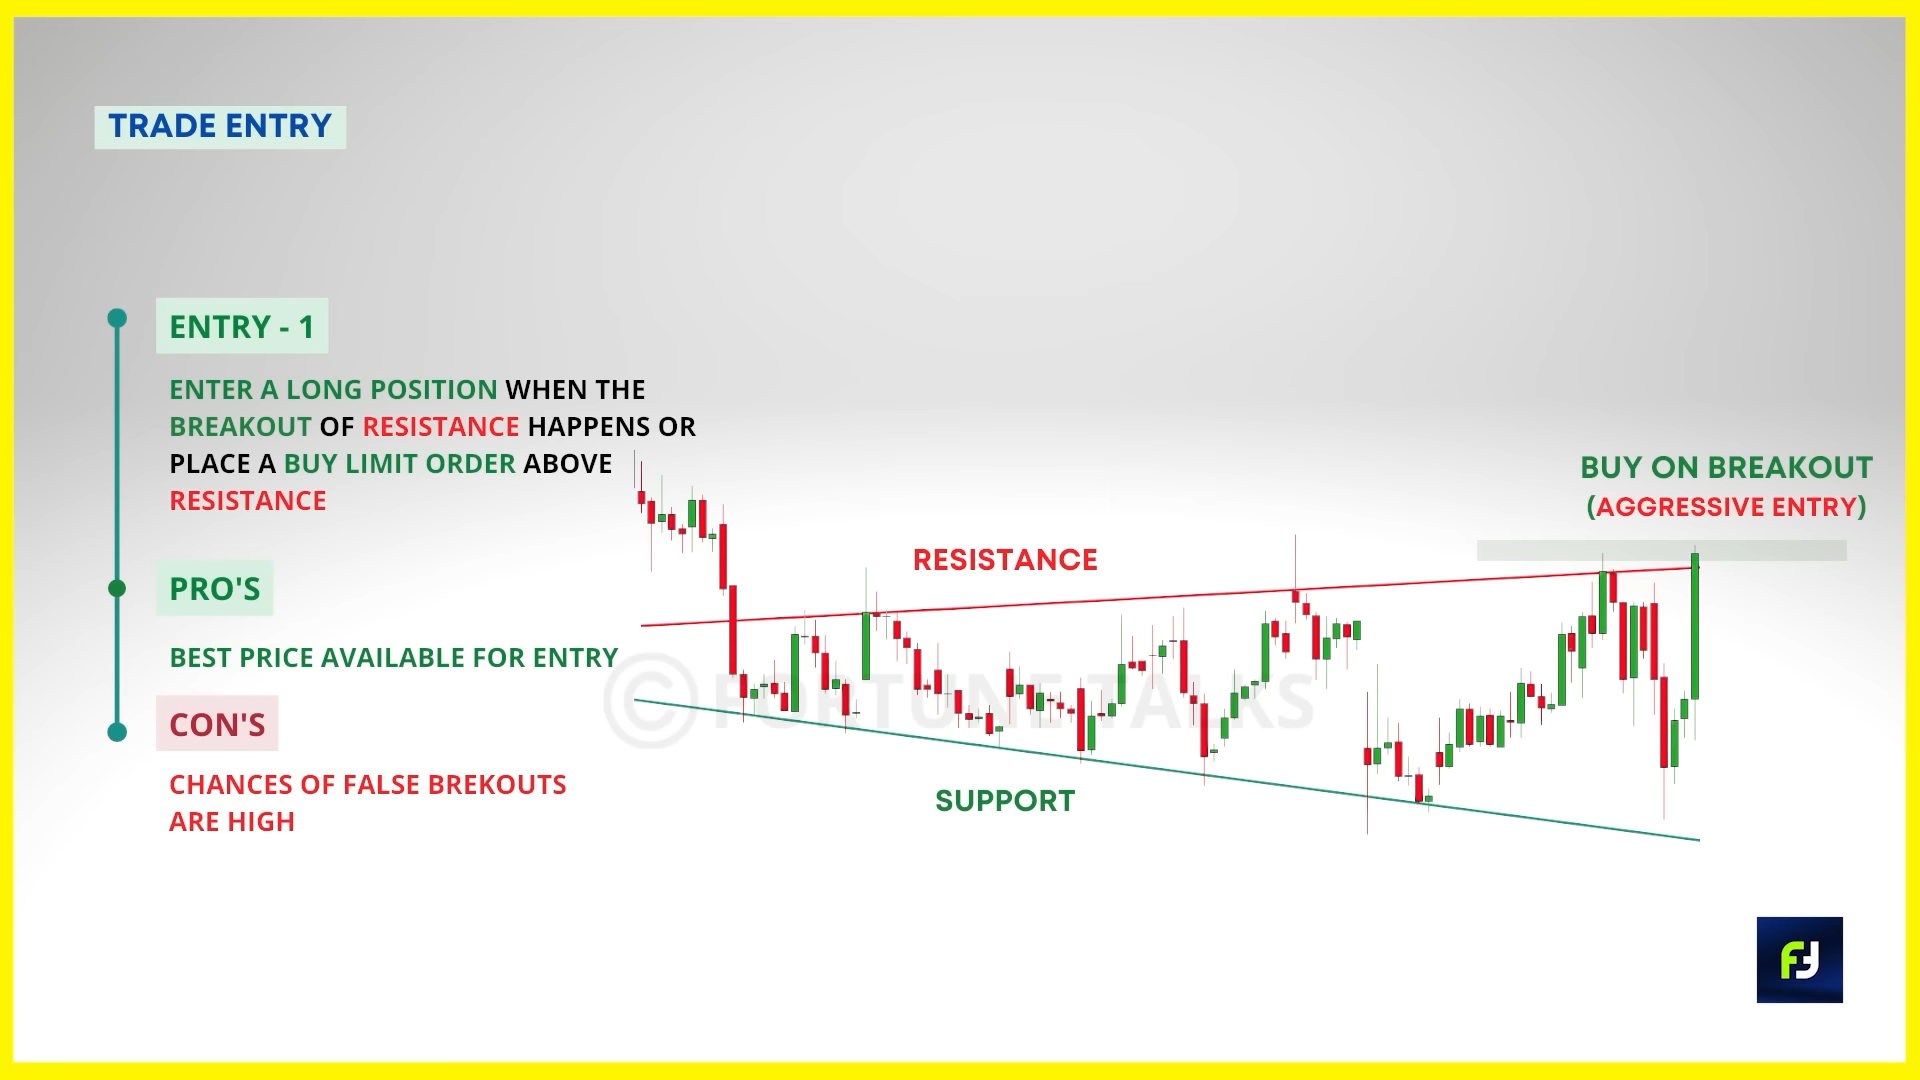 TRADE ENTRY
ENTRY - 1
ENTER A LONG POSITION WHEN THE
BREAKOUT OF RESISTANCE HAPPENS OR
PLACE A BUY LIMIT ORDER ABOVE
RESISTANCE
PRO'S
BEST PRICE AVAILABLE FOR ENTRY
CON'S
CHANCES OF FALSE BREKOUTS
ARE HIGH
BUY ON BREAKOUT
(AGGRESSIVE ENTRY)
RESISTANCE
© FORTUNE TALKS
SUPPORT